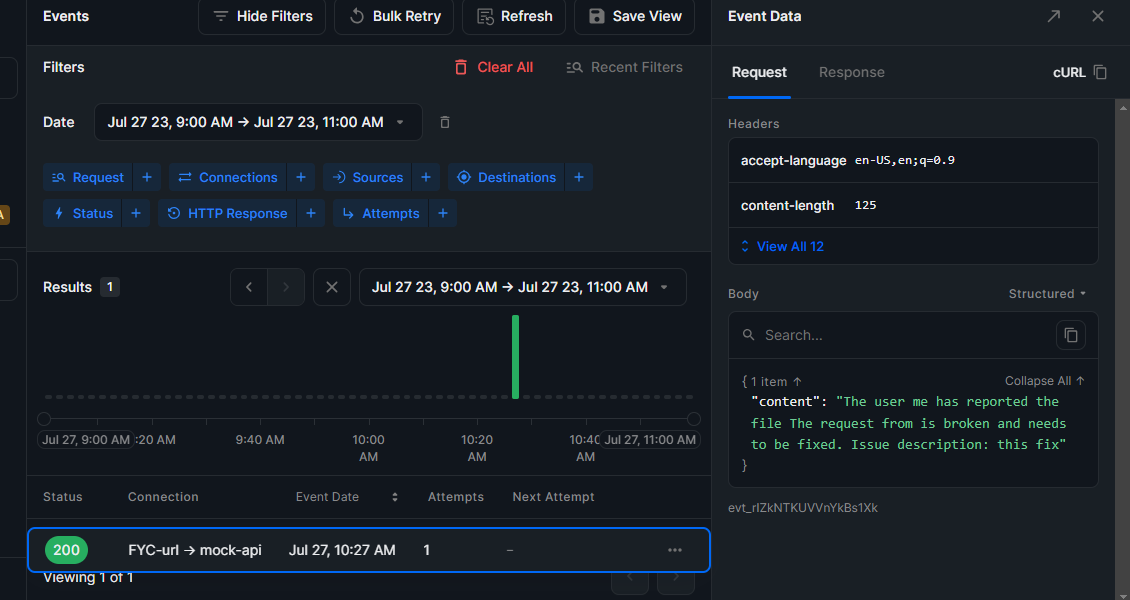 Events
Hide Filters
Bulk Retry
Refresh
Save View
Filters
Clear All
Recent Filters
Date
Jul 27 23, 9:00 AM → Jul 27 23, 11:00 AM
Request +
Connections +
Sources +
Destinations +
Status +
HTTP Response +
Attempts +
A
Results 1
Jul 27 23, 9:00 AM → Jul 27 23, 11:00 AM
Jul 27, 9:00 AM
:20 AM
9:40 AM
10:00
AM
10:20
AM
10:40
AM
Jul 27, 11:00 AM
Status Connection Event Date Attempts Next Attempt
200 FYC-url → mock-api Jul 27, 10:27 AM 1 –
Viewing 1 of 1
Event Data
Request Response cURL
Headers
accept-language en-US,en;q=0.9
content-length 125
View All 12
Body Structured
Search...
{ 1 item ↑ Collapse All ↑
"content": "The user me has reported the
file The request from is broken and needs
to be fixed. Issue description: this fix"
}
evt_rIZkNTKUVVnYkBs1Xk